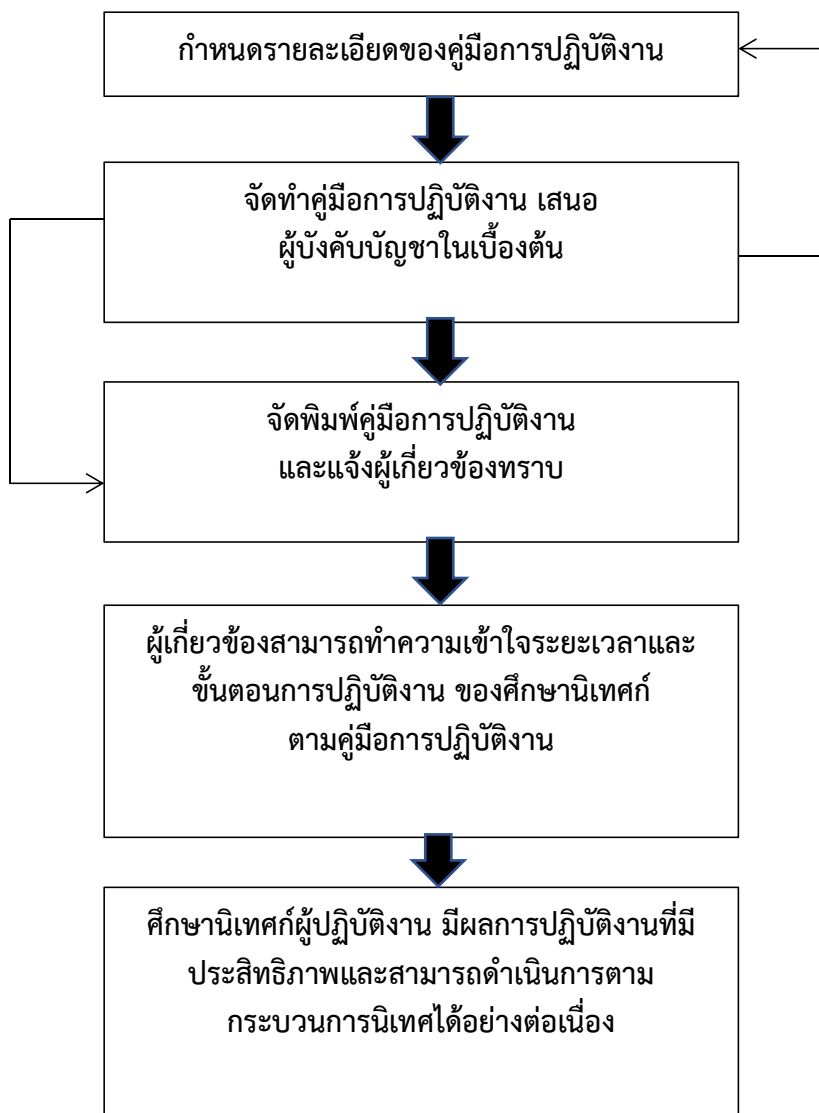 กำหนดรายละเอียดของคู่มือการปฏิบัติงาน
จัดทำคู่มือการปฏิบัติงาน เสนอ
ผู้บังคับบัญชาในเบื้องต้น
จัดพิมพ์คู่มือการปฏิบัติงาน
และแจ้งผู้เกี่ยวข้องทราบ
ผู้เกี่ยวข้องสามารถทำความเข้าใจระยะเวลาและ
ขั้นตอนการปฏิบัติงาน ของศึกษานิเทศก์
ตามคู่มือการปฏิบัติงาน
ศึกษานิเทศก์ผู้ปฏิบัติงาน มีผลการปฏิบัติงานที่มี
ประสิทธิภาพและสามารถดำเนินการตาม
กระบวนการนิเทศได้อย่างต่อเนื่อง